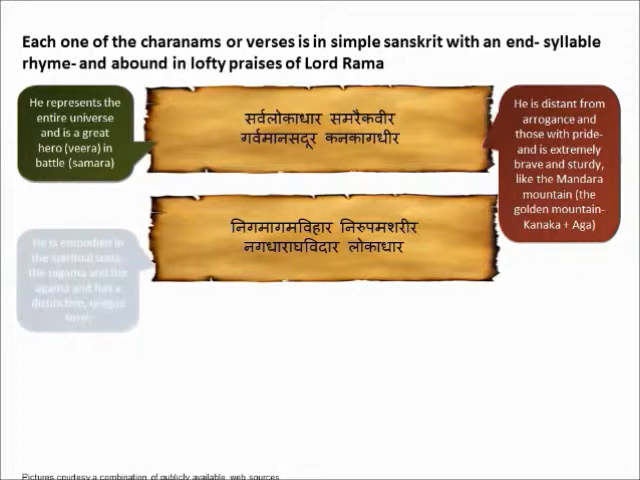 Each one of the charanams or verses is in simple sanskrit with an end- syllable
rhyme- and abound in lofty praises of Lord Rama
He represents the
entire universe
and is a great
hero (veera) in
battle (samara)
सर्वलोकाधार समरैकवीर
गर्वमानसदूर कनकागधीर
He is distant from
arrogance and
those with pride-
and is extremely
brave and sturdy,
like the Mandara
mountain (the
golden mountain-
Kanaka + Aga)
He is embodied in
the spiritual texts-
the nigama and the
agama and has a
distinctive, unique
form.
निगमागमविहार निरुपमशरीर
नगधाराघविदार लोकाधार
Pictures courtesy a combination of publicly available web sources